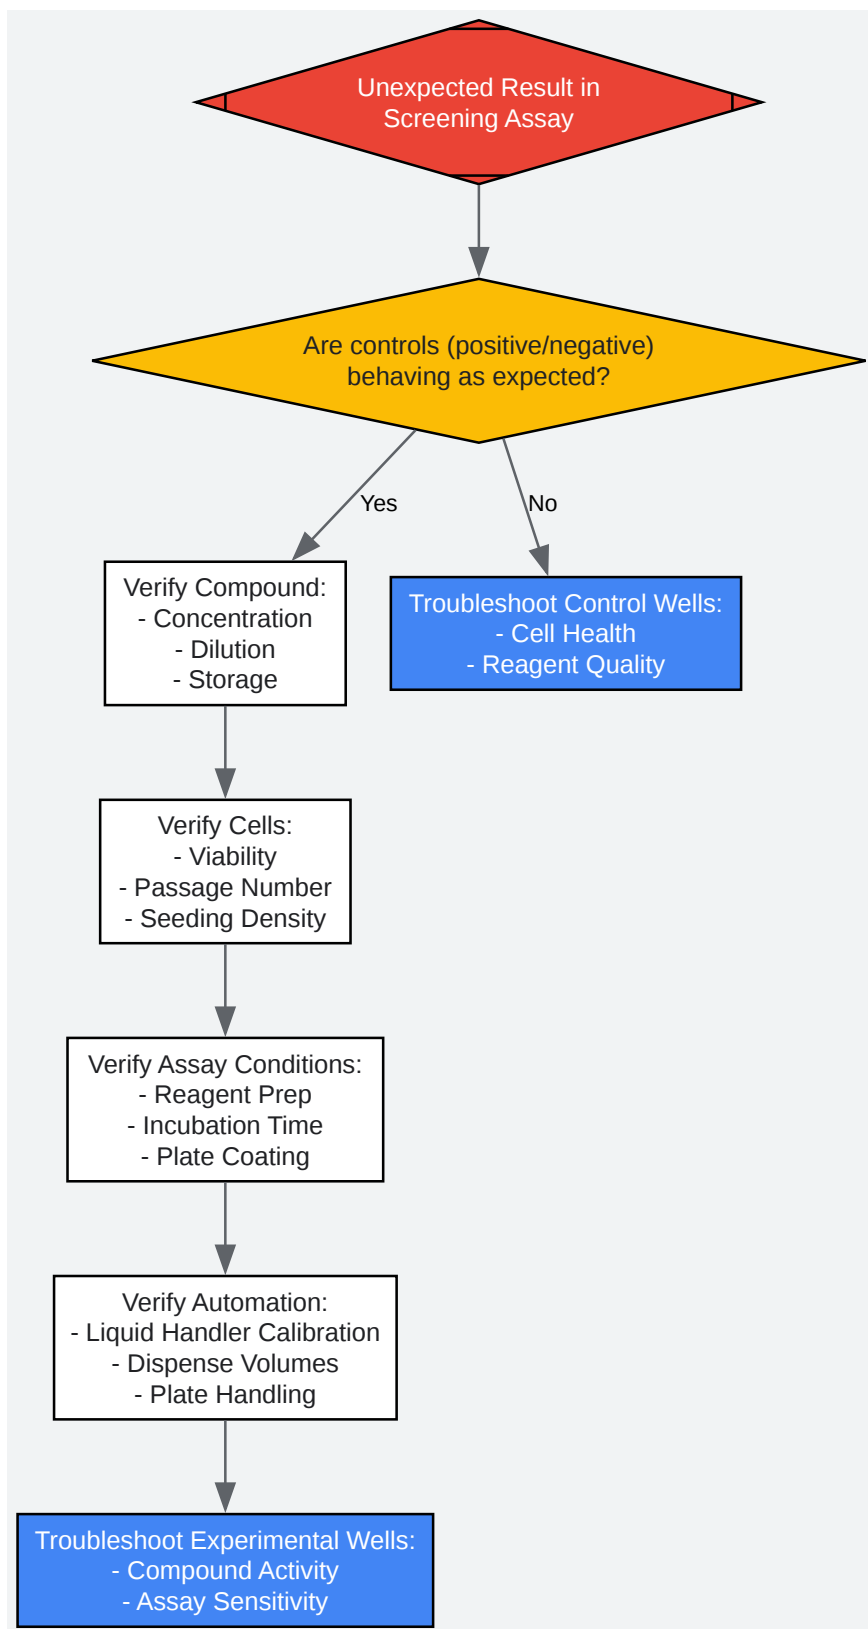 Unexpected Result in
Screening Assay
Are controls (positive/negative)
behaving as expected?
Yes
No
Verify Compound:
- Concentration
- Dilution
- Storage
Troubleshoot Control Wells:
- Cell Health
- Reagent Quality
Verify Cells:
- Viability
- Passage Number
- Seeding Density
Verify Assay Conditions:
- Reagent Prep
- Incubation Time
- Plate Coating
Verify Automation:
- Liquid Handler Calibration
- Dispense Volumes
- Plate Handling
Troubleshoot Experimental Wells:
- Compound Activity
- Assay Sensitivity